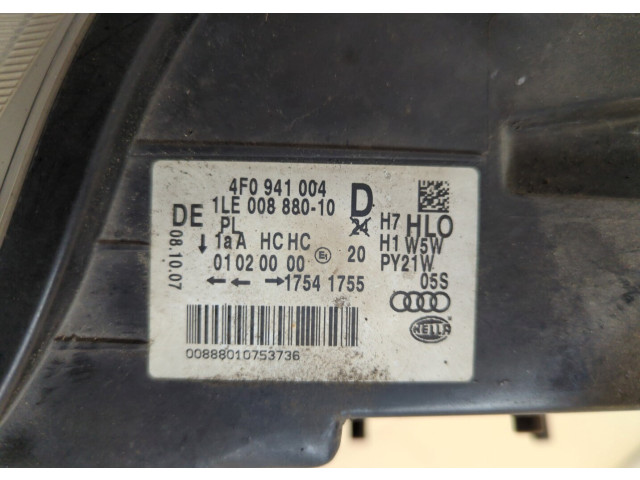 4F0 941 004 D
1LE 008 880-10
DE PL 24 H7 HLO
08.10.07
1a A HC HC H1 W5W
01 02 00 00 E1 20 PY21W
← ← → 1754 1755 05S
00888010753736
HELLA